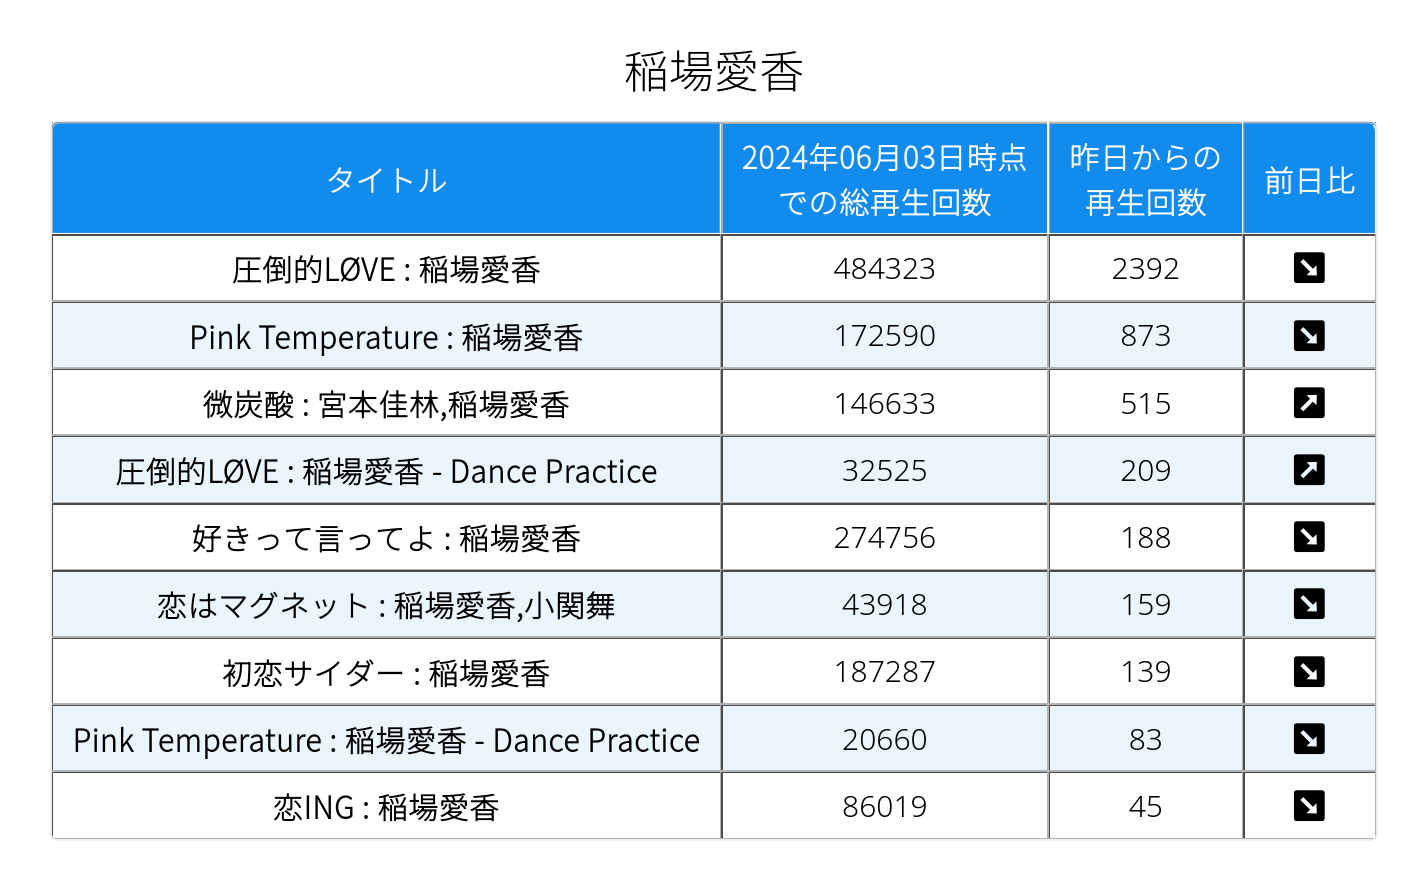 稲場愛香
タイトル
2024年06月03日時点
での総再生回数
昨日からの
再生回数
前日比
圧倒的LØVE : 稲場愛香 484323 2392
Pink Temperature : 稲場愛香 172590 873
微炭酸 : 宮本佳林,稲場愛香 146633 515
圧倒的LØVE : 稲場愛香 - Dance Practice 32525 209
好きって言ってよ : 稲場愛香 274756 188
恋はマグネット : 稲場愛香,小関舞 43918 159
初恋サイダー : 稲場愛香 187287 139
Pink Temperature : 稲場愛香 - Dance Practice 20660 83
恋ING : 稲場愛香 86019 45